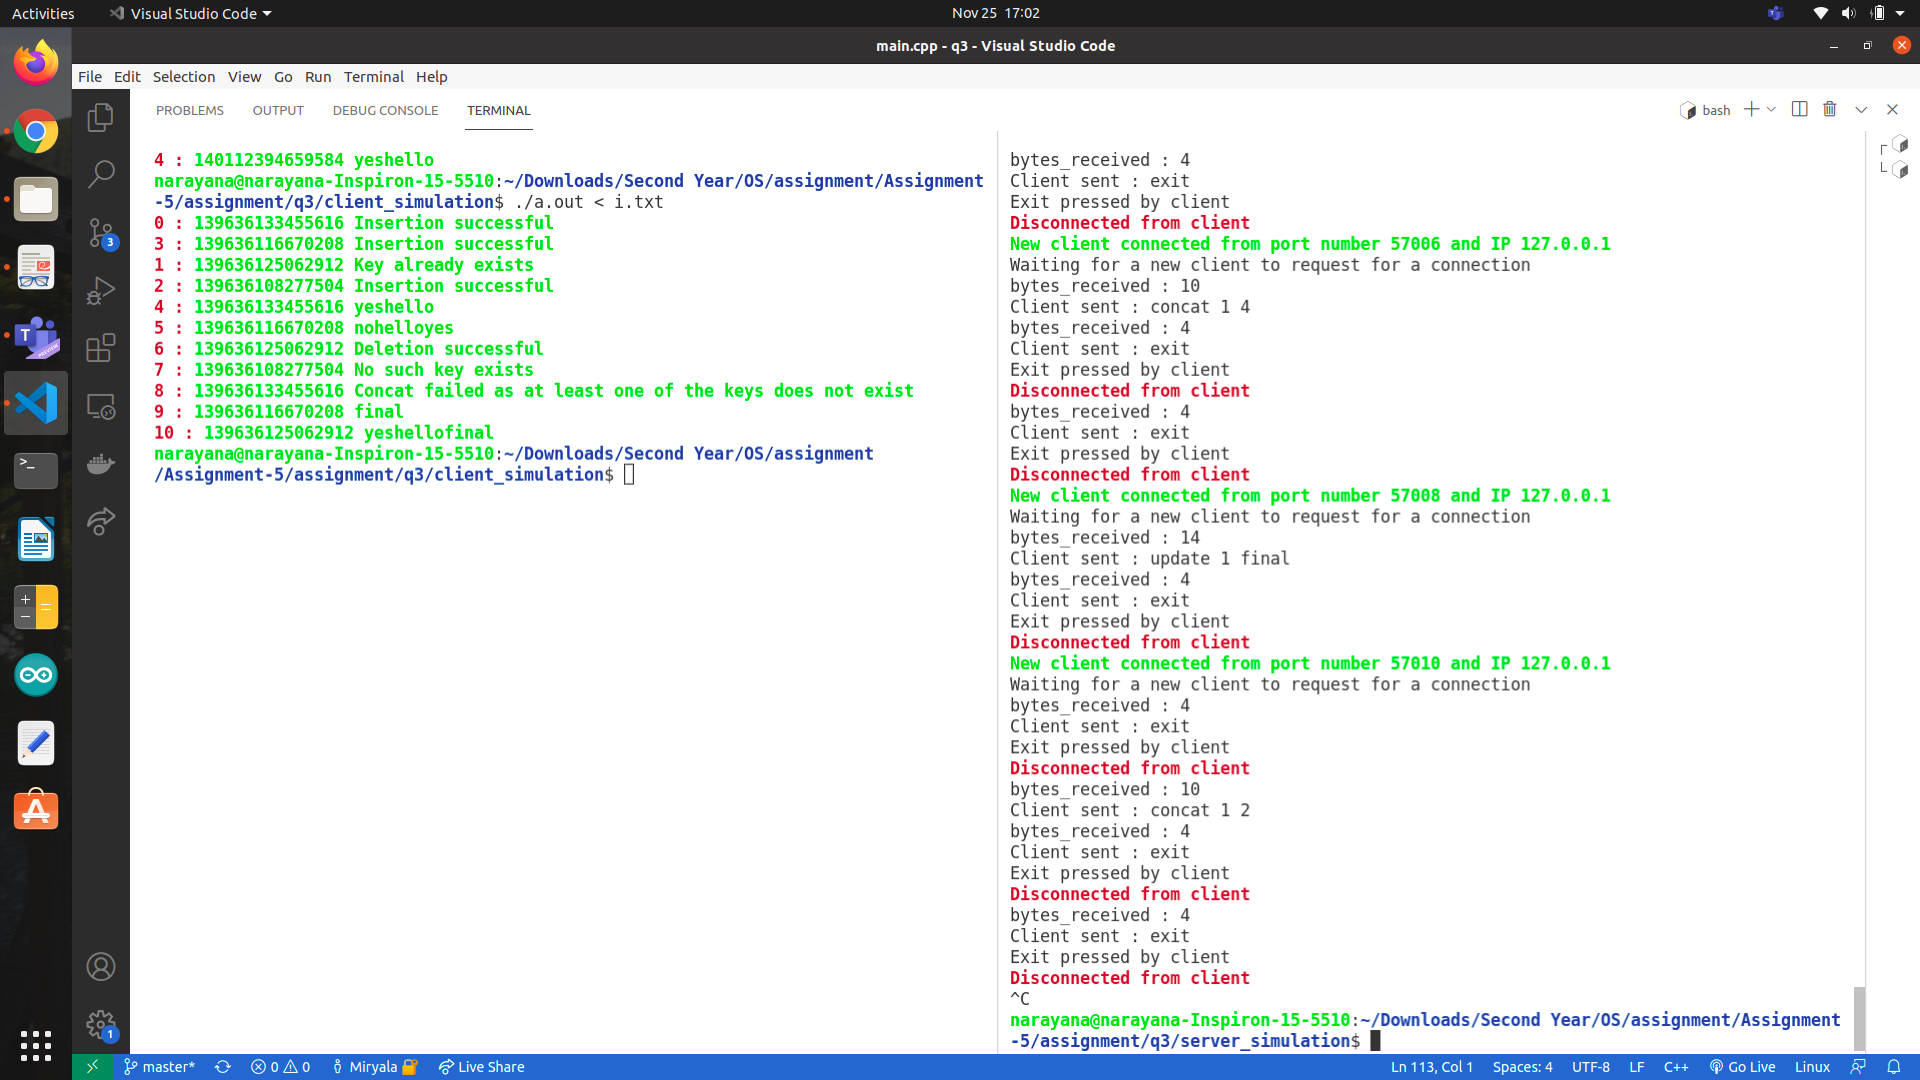 Activities
Visual Studio Code
Nov 25 17:02
main.cpp - q3 - Visual Studio Code
File Edit Selection View Go Run Terminal Help
PROBLEMS OUTPUT DEBUG CONSOLE TERMINAL
bash
4 : 140112394659584 yeshello
narayana@narayana-Inspiron-15-5510:~/Downloads/Second Year/OS/assignment/Assignment
-5/assignment/q3/client_simulation$ ./a.out < i.txt
0 : 139636133455616 Insertion successful
3 : 139636116670208 Insertion successful
1 : 139636125062912 Key already exists
2 : 139636108277504 Insertion successful
4 : 139636133455616 yeshello
5 : 139636116670208 nohelloyes
6 : 139636125062912 Deletion successful
7 : 139636108277504 No such key exists
8 : 139636133455616 Concat failed as at least one of the keys does not exist
9 : 139636116670208 final
10 : 139636125062912 yeshellofinal
narayana@narayana-Inspiron-15-5510:~/Downloads/Second Year/OS/assignment
/Assignment-5/assignment/q3/client_simulation$
bytes_received : 4
Client sent : exit
Exit pressed by client
Disconnected from client
New client connected from port number 57006 and IP 127.0.0.1
Waiting for a new client to request for a connection
bytes_received : 10
Client sent : concat 1 4
bytes_received : 4
Client sent : exit
Exit pressed by client
Disconnected from client
bytes_received : 4
Client sent : exit
Exit pressed by client
Disconnected from client
New client connected from port number 57008 and IP 127.0.0.1
Waiting for a new client to request for a connection
bytes_received : 14
Client sent : update 1 final
bytes_received : 4
Client sent : exit
Exit pressed by client
Disconnected from client
New client connected from port number 57010 and IP 127.0.0.1
Waiting for a new client to request for a connection
bytes_received : 4
Client sent : exit
Exit pressed by client
Disconnected from client
bytes_received : 10
Client sent : concat 1 2
bytes_received : 4
Client sent : exit
Exit pressed by client
Disconnected from client
bytes_received : 4
Client sent : exit
Exit pressed by client
Disconnected from client
^C
narayana@narayana-Inspiron-15-5510:~/Downloads/Second Year/OS/assignment/Assignment
-5/assignment/q3/server_simulation$
3
1
master* 0 0 Miryala Live Share
Ln 113, Col 1 Spaces: 4 UTF-8 LF C++ Go Live Linux